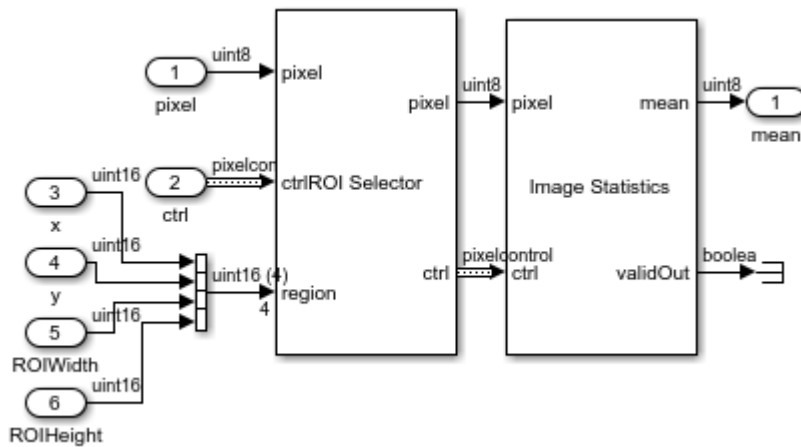 uint8
1
pixel
pixel
pixel
uint8
pixel
mean
uint8
1
mean
pixelcon
2
ctrl
ctrlROI Selector
Image Statistics
uint16
3
x
uint16
4
y
uint16
5
ROIWidth
uint16
6
ROIHeight
uint16 (4)
4
region
ctrl
pixelcontrol
ctrl
validOut
boolea